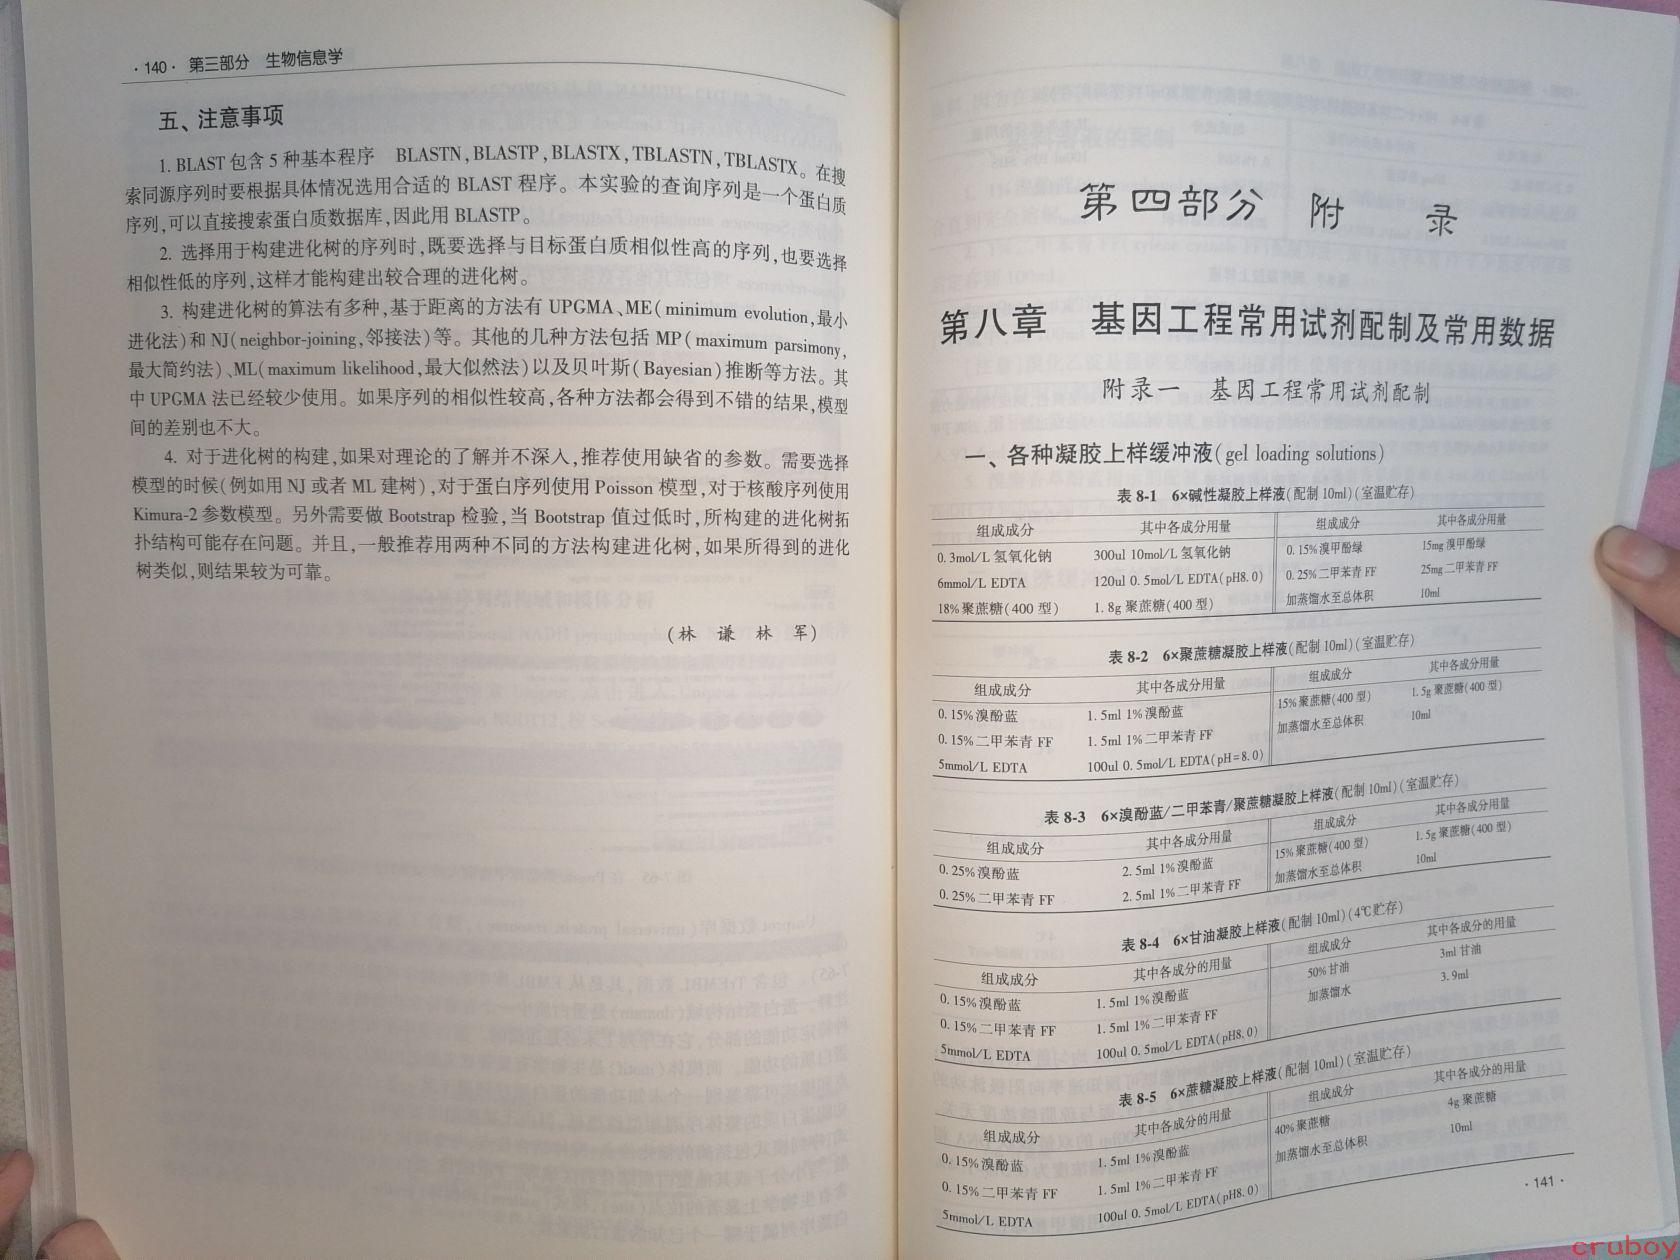 ·140· 第三部分 生物信息学
五、注意事项
1. BLAST 包含 5 种基本程序 BLASTN, BLASTP, BLASTX, TBLASTN, TBLASTX。在搜
索同源序列时要根据具体情况选用合适的 BLAST 程序。本实验的查询序列是一个蛋白质
序列,可以直接搜索蛋白质数据库,因此用 BLASTP。
2. 选择用于构建进化树的序列时,既要选择与目标蛋白质相似性高的序列,也要选择
相似性低的序列,这样才能构建出较合理的进化树。
3. 构建进化树的算法有多种,基于距离的方法有 UPGMA、ME( minimum evolution,最小
进化法)和 NJ(neighbor-joining,邻接法)等。其他的几种方法包括 MP( maximum parsimony,
最大简约法)、ML(maximum likelihood,最大似然法)以及贝叶斯(Bayesian)推断等方法。其
中 UPGMA 法已经较少使用。如果序列的相似性较高,各种方法都会得到不错的结果,模型
间的差别也不大。
4. 对于进化树的构建,如果对理论的了解并不深入,推荐使用缺省的参数。需要选择
模型的时候(例如用 NJ 或者 ML 建树),对于蛋白序列使用 Poisson 模型,对于核酸序列使用
Kimura-2 参数模型。另外需要做 Bootstrap 检验,当 Bootstrap 值过低时,所构建的进化树拓
扑结构可能存在问题。并且,一般推荐用两种不同的方法构建进化树,如果所得到的进化
树类似,则结果较为可靠。
(林 谦 林 军)
第四部分 附 录
第八章 基因工程常用试剂配制及常用数据
附录一 基因工程常用试剂配制
一、各种凝胶上样缓冲液(gel loading solutions)
表 8-1 6×碱性凝胶上样液(配制 10ml)(室温贮存)
组成成分 其中各成分用量 组成成分 其中各成分用量
0.3mol/L 氢氧化钠 300ul 10mol/L 氢氧化钠 0.15%溴甲酚绿 15mg 溴甲酚绿
6mmol/L EDTA 120ul 0.5mol/L EDTA(pH8.0) 0.25%二甲苯青 FF 25mg 二甲苯青 FF
18%聚蔗糖(400 型) 1.8g 聚蔗糖(400 型) 加蒸馏水至总体积 10ml
表 8-2 6×聚蔗糖凝胶上样液(配制 10ml)(室温贮存)
组成成分 其中各成分用量 组成成分 其中各成分用量
0.15%溴酚蓝 1.5ml 1%溴酚蓝 15%聚蔗糖(400 型) 1.5g 聚蔗糖(400 型)
0.15%二甲苯青 FF 1.5ml 1%二甲苯青 FF 加蒸馏水至总体积 10ml
5mmol/L EDTA 100ul 0.5mol/L EDTA(pH=8.0)
表 8-3 6×溴酚蓝/二甲苯青/聚蔗糖凝胶上样液(配制 10ml)(室温贮存)
组成成分 其中各成分用量 组成成分 其中各成分用量
0.25%溴酚蓝 2.5ml 1%溴酚蓝 15%聚蔗糖(400 型) 1.5g 聚蔗糖(400 型)
0.25%二甲苯青 FF 2.5ml 1%二甲苯青 FF 加蒸馏水至总体积 10ml
表 8-4 6×甘油凝胶上样液(配制 10ml)(4℃贮存)
组成成分 其中各成分的用量 组成成分 其中各成分的用量
0.15%溴酚蓝 1.5ml 1%溴酚蓝 50%甘油 3ml 甘油
0.15%二甲苯青 FF 1.5ml 1%二甲苯青 FF 加蒸馏水 3.9ml
5mmol/L EDTA 100ul 0.5mol/L EDTA(pH8.0)
表 8-5 6×蔗糖凝胶上样液(配制 10ml)(室温贮存)
组成成分 其中各成分的用量 组成成分 其中各成分的用量
0.15%溴酚蓝 1.5ml 1%溴酚蓝 40%聚蔗糖 4g 聚蔗糖
0.15%二甲苯青 FF 1.5ml 1%二甲苯青 FF 加蒸馏水至总体积 10ml
5mmol/L EDTA 100ul 0.5mol/L EDTA(pH8.0)
·141·
cruboy